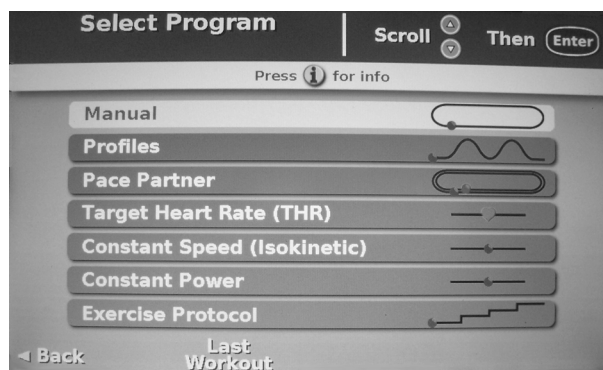 Select Program
Scroll Then Enter
Press i for info
Manual
Profiles
Pace Partner
Target Heart Rate (THR)
Constant Speed (Isokinetic)
Constant Power
Exercise Protocol
Back
Last
Workout